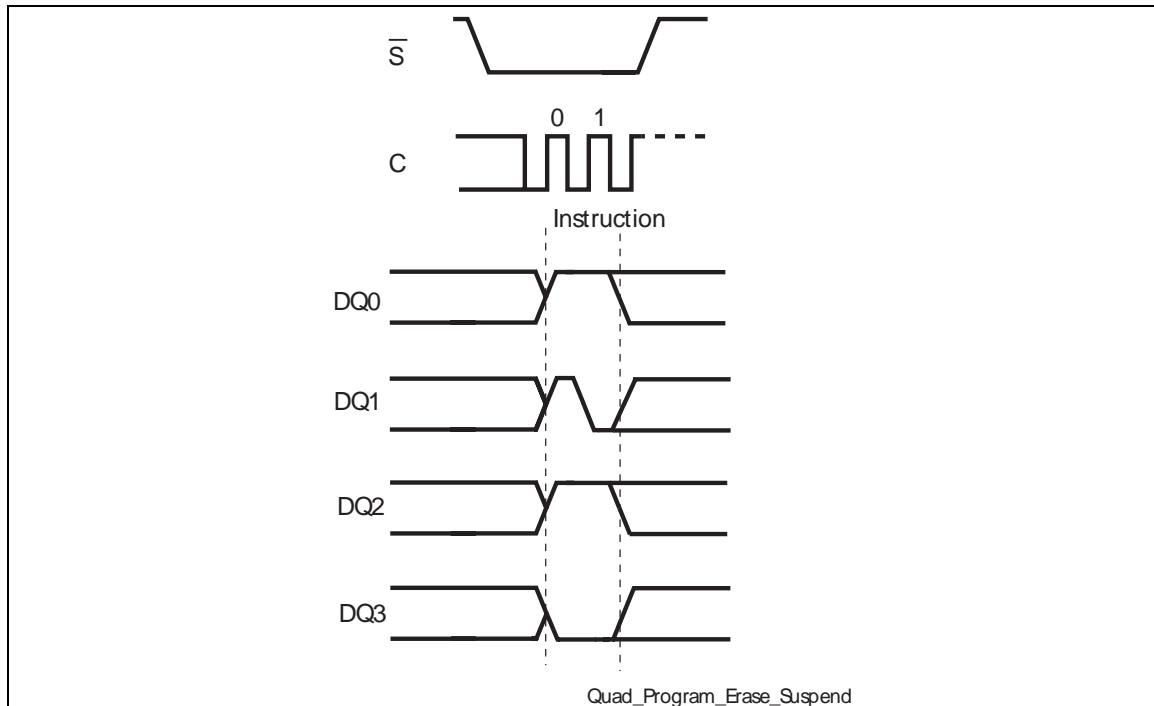 S̅
0 1
C
Instruction
DQ0
DQ1
DQ2
DQ3
Quad_Program_Erase_Suspend